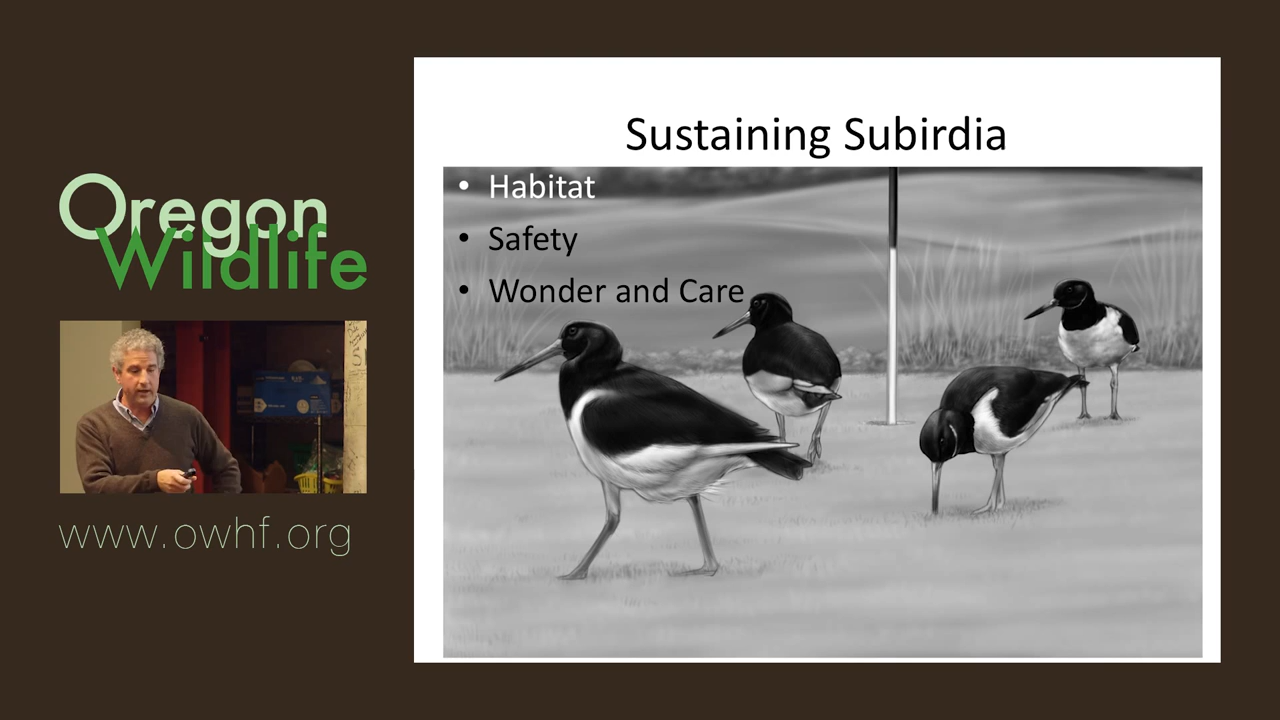 Oregon
Wildlife
www.owhf.org
Sustaining Subirdia
• Habitat
• Safety
• Wonder and Care